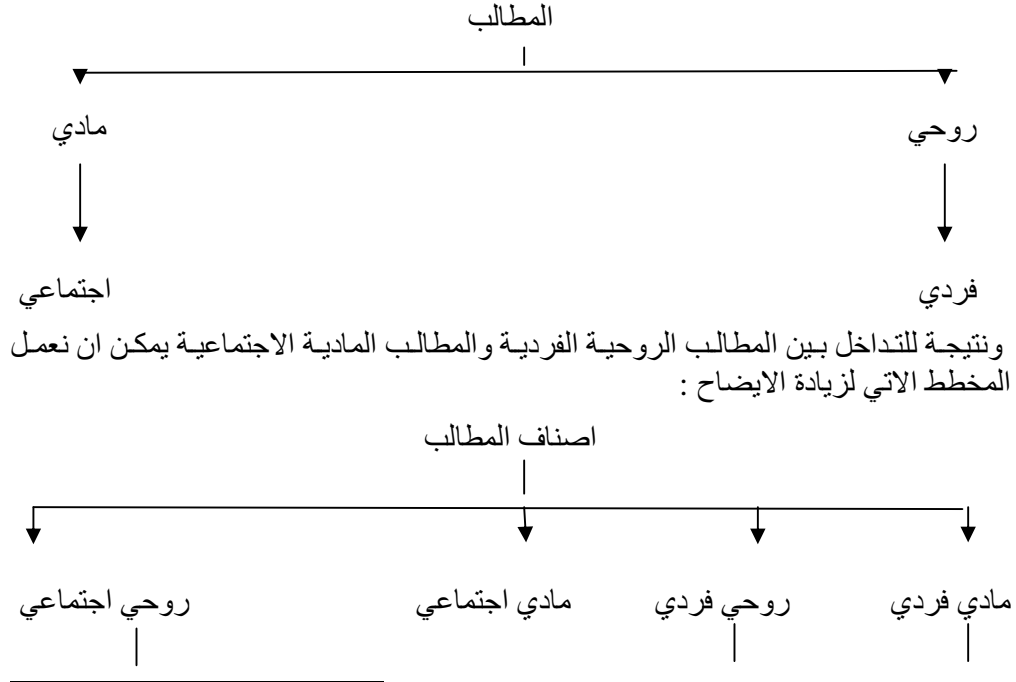 المطالب
روحي مادي
فردي اجتماعي
ونتيجة للتداخل بين المطالب الروحية الفردية والمطالب المادية الاجتماعية يمكن ان نعمل
المخطط الاتي لزيادة الايضاح :
اصناف المطالب
مادي فردي روحي فردي مادي اجتماعي روحي اجتماعي